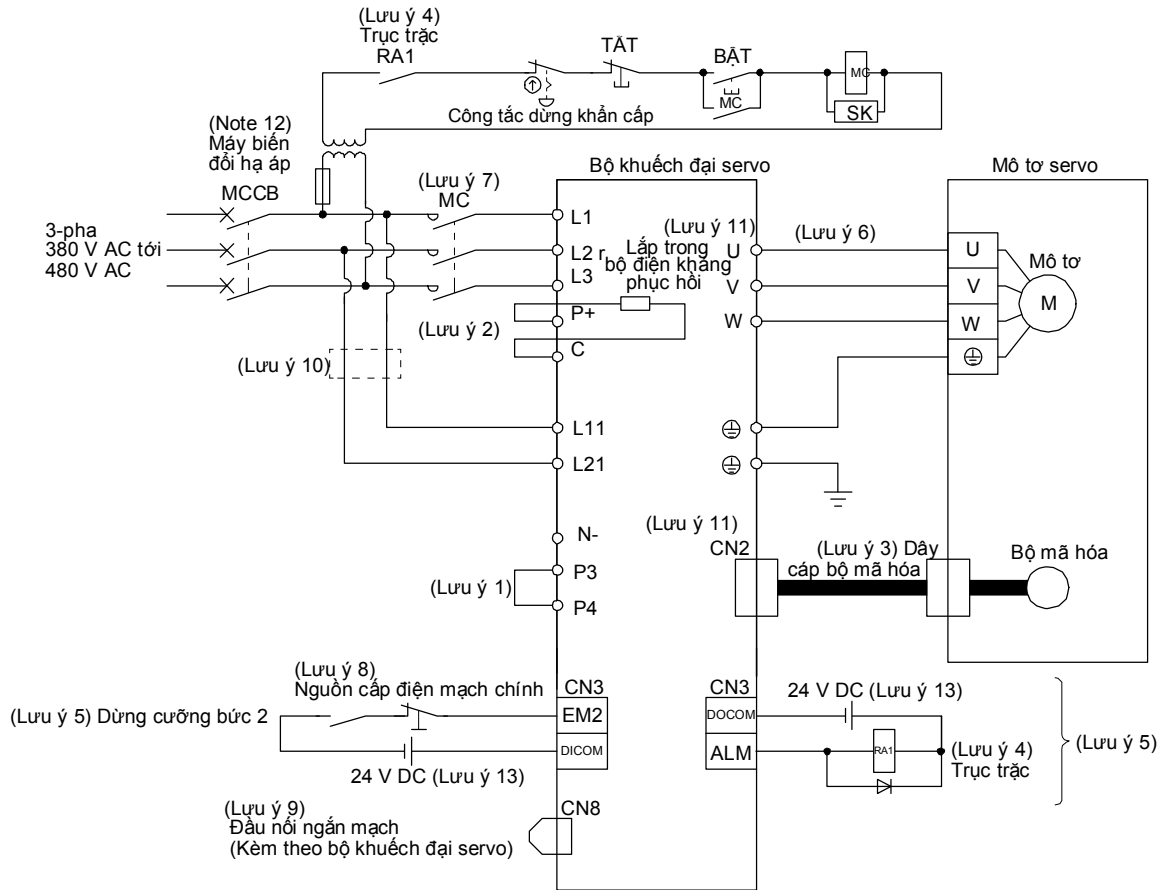 (Lưu ý 4)
Trục trặc
RA1
TẮT
BẬT
MC
MC
SK
Công tắc dừng khẩn cấp
(Note 12)
Máy biến
đổi hạ áp
MCCB
(Lưu ý 7)
MC
Bộ khuếch đại servo
Mô tơ servo
3-pha
380 V AC tới
480 V AC
L1
L2 r
L3
(Lưu ý 11)
Lắp trong
bộ điện kháng
phục hồi
U
V
W
(Lưu ý 6)
U
V
W
Mô tơ
M
(Lưu ý 2)
P+
C
(Lưu ý 10)
L11
L21
N-
(Lưu ý 1)
P3
P4
(Lưu ý 11)
CN2
(Lưu ý 3) Dây
cáp bộ mã hóa
Bộ mã hóa
(Lưu ý 8)
Nguồn cấp điện mạch chính
(Lưu ý 5) Dừng cưỡng bức 2
24 V DC (Lưu ý 13)
CN3
EM2
DICOM
CN3
DOCOM
ALM
24 V DC (Lưu ý 13)
RA1
(Lưu ý 4)
Trục trặc
(Lưu ý 5)
(Lưu ý 9)
Đầu nối ngắn mạch
(Kèm theo bộ khuếch đại servo)
CN8